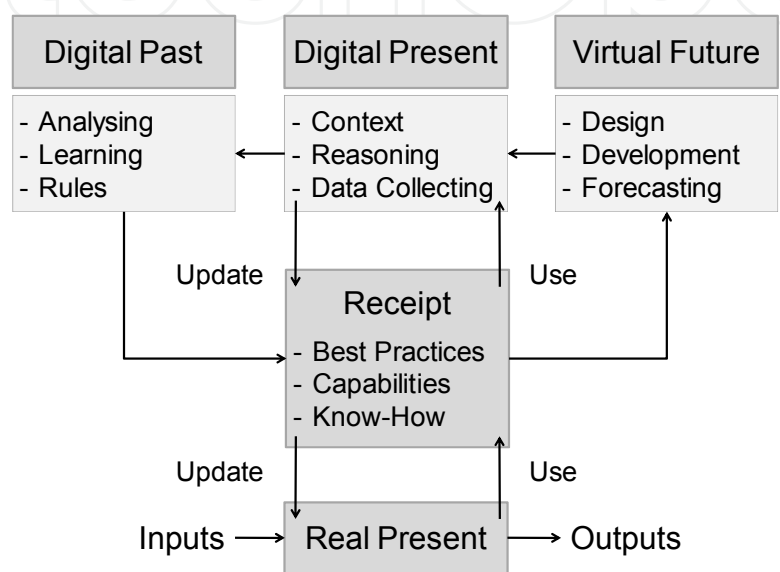 Digital Past
- Analysing
- Learning
- Rules
Digital Present
- Context
- Reasoning
- Data Collecting
Virtual Future
- Design
- Development
- Forecasting
Update
Use
Receipt
- Best Practices
- Capabilities
- Know-How
Update
Use
Inputs
Real Present
Outputs